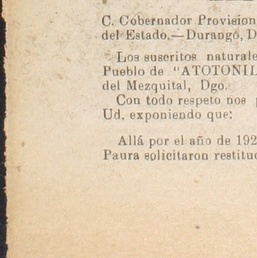 C. Gobernador Provision
del Estado.—Durango, D
Los suscritos naturale
Pueblo de "ATOTONIL
del Mezquital, Dgo.
Con todo respeto nos
Ud. exponiendo que:
Allá por el año de 192
Paura solicitaron restituc